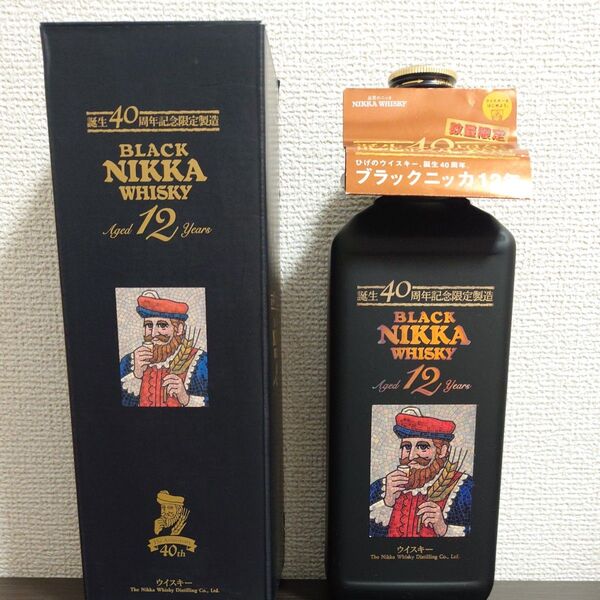 誕生40周年記念限定製造
BLACK
NIKKA
WHISKY
Aged 12 Years
40th
ウイスキー
The Nikka Whisky Distilling Co., Ltd.
NIKKA WHISKY
数量限定
ひげのウイスキー、誕生40周年。
ブラックニッカ12年
誕生40周年記念限定製造
BLACK
NIKKA
WHISKY
Aged 12 Years
ウイスキー
The Nikka Whisky Distilling Co., Ltd.